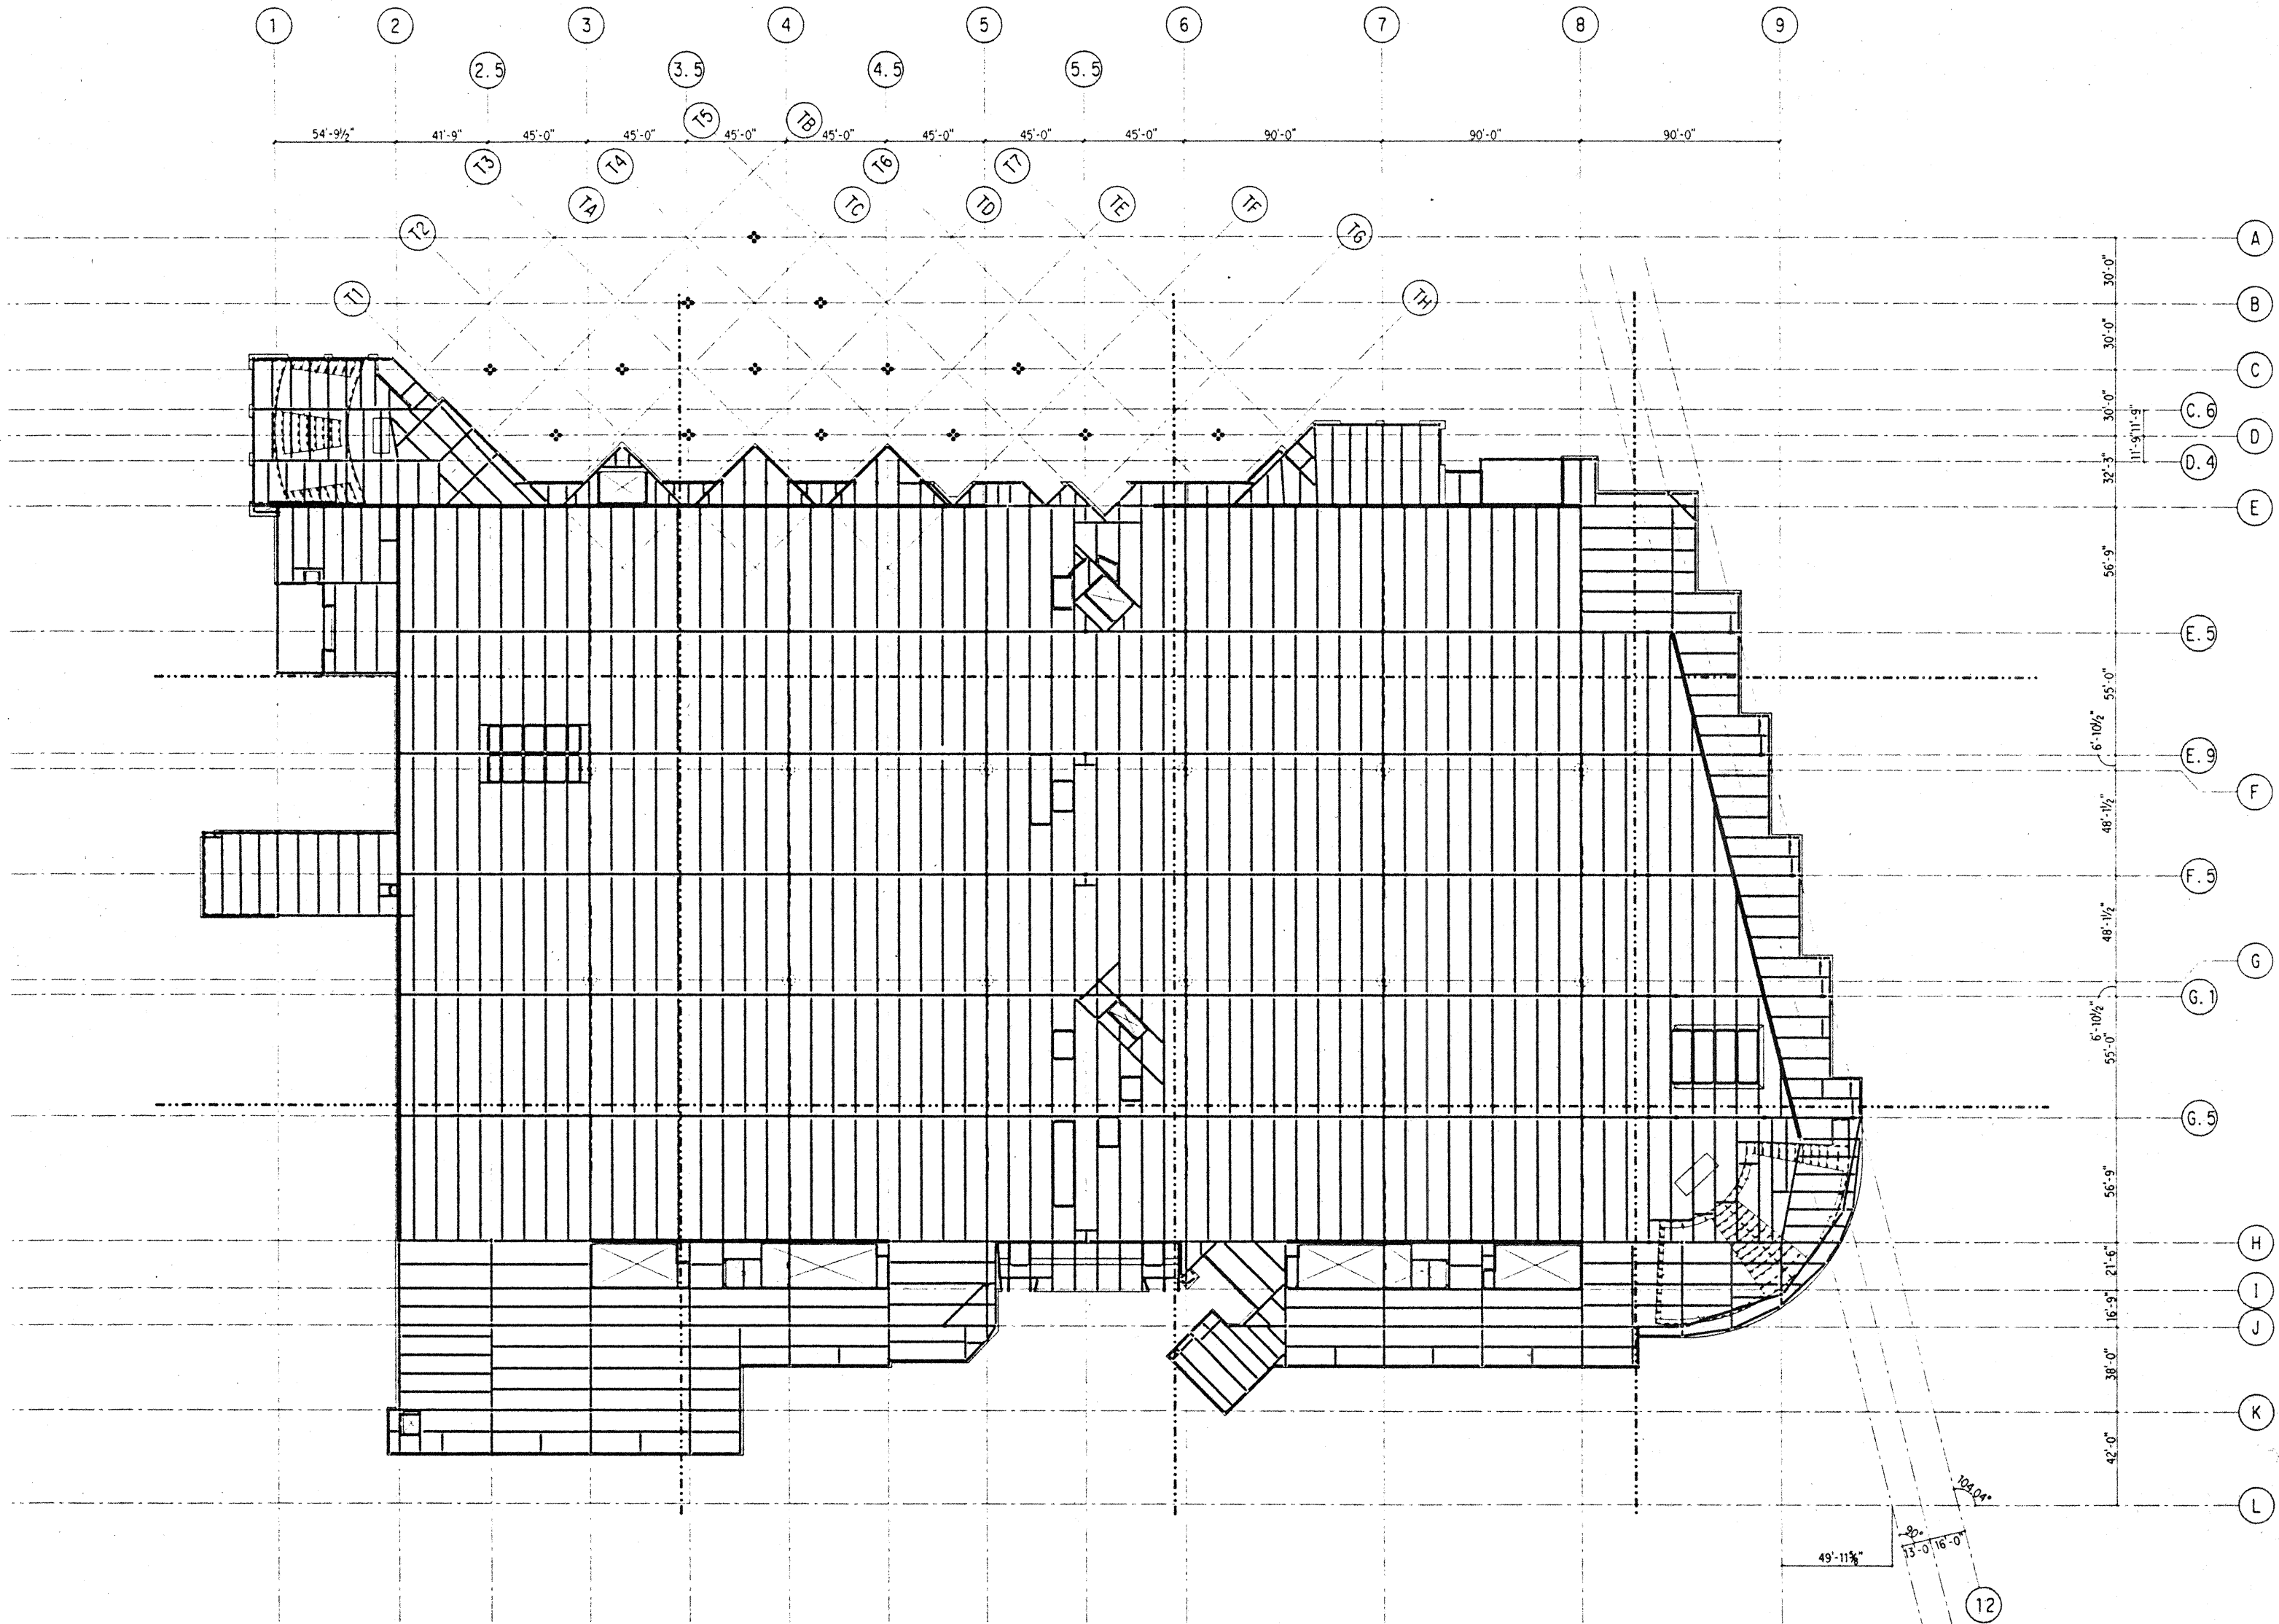 1 2 3 4 5 6 7 8 9
2.5 3.5 4.5 5.5
T5 TB
54'-9½" 41'-9" 45'-0" 45'-0" 45'-0" 45'-0" 45'-0" 45'-0" 45'-0" 90'-0" 90'-0" 90'-0"
T3 T4 T6 T7
TA TC TD TE TF
T2 TG
A
30'-0"
T1 TH
B
30'-0"
C
30'-0"
C.6
11'-9"
D
11'-9"
D.4
32'-3"
E
56'-9"
E.5
55'-0"
6'-10½"
E.9
F
48'-1½"
F.5
48'-1½"
G
G.1
6'-10½"
55'-0"
G.5
56'-9"
H
21'-6"
I
16'-9"
J
38'-0"
K
42'-0"
104.04°
L
90°
13'-0" 16'-0"
49'-11⅝"
12